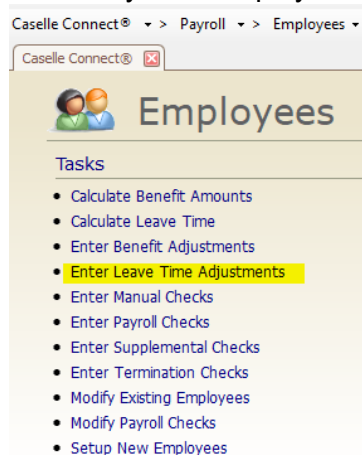 Caselle Connect® > Payroll > Employees
Caselle Connect®
Employees
Tasks
• Calculate Benefit Amounts
• Calculate Leave Time
• Enter Benefit Adjustments
• Enter Leave Time Adjustments
• Enter Manual Checks
• Enter Payroll Checks
• Enter Supplemental Checks
• Enter Termination Checks
• Modify Existing Employees
• Modify Payroll Checks
• Setup New Employees